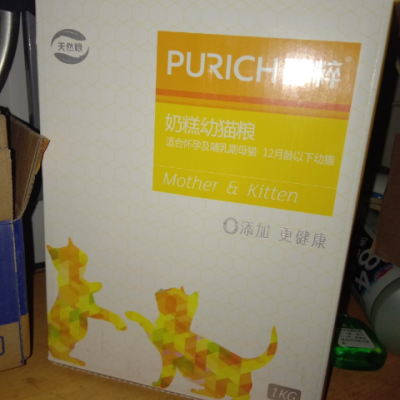 天然粮
PURICH 粹
奶糕幼猫粮
适合怀孕及哺乳期母猫 12月龄以下幼猫
Mother & Kitten
0添加 更健康
1KG